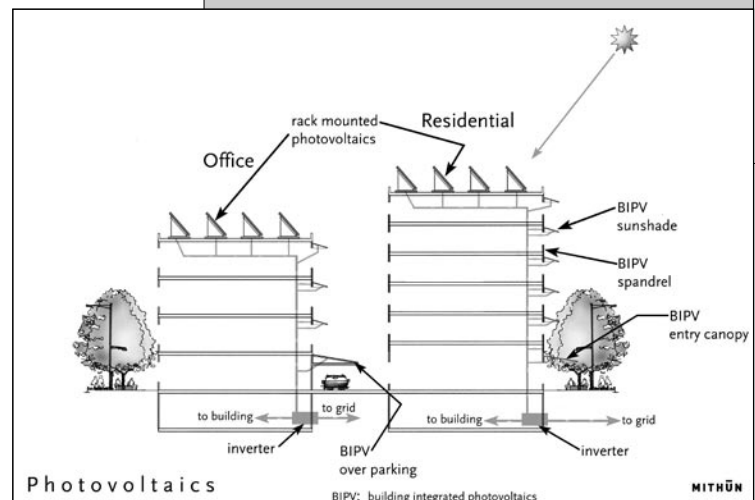 rack mounted
photovoltaics
Residential
Office
BIPV
sunshade
BIPV
spandrel
BIPV
entry canopy
to building
to grid
inverter
BIPV
over parking
to building
to grid
inverter
Photovoltaics
BIPV: building integrated photovoltaics
MITHŪN